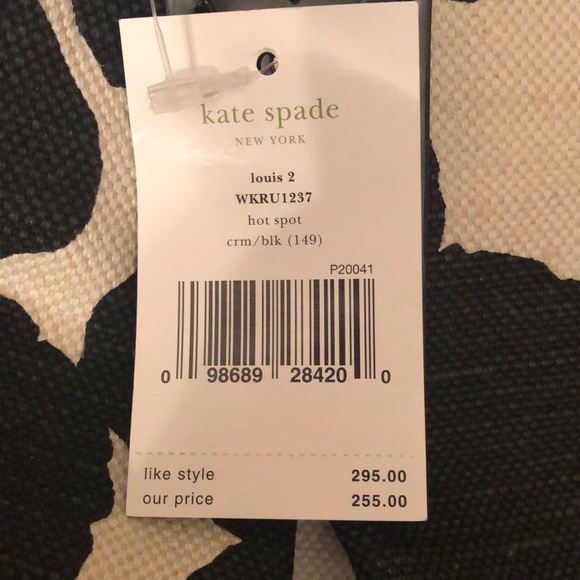 kate spade
NEW YORK
louis 2
WKRU1237
hot spot
crm/blk (149)
P20041
0 98689 28420 0
like style 295.00
our price 255.00